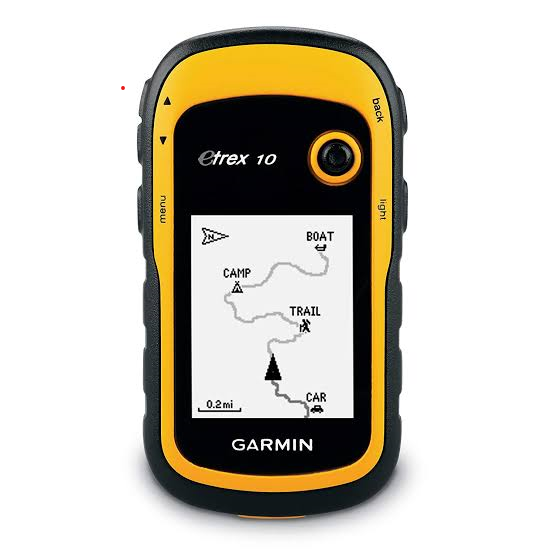 back
etrex 10
menu
light
N
BOAT
CAMP
TRAIL
CAR
0.2mi
GARMIN